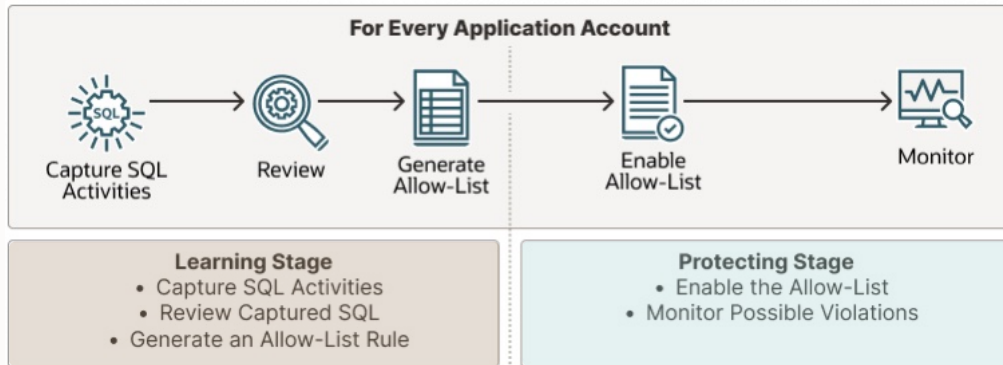 For Every Application Account
SQL
Capture SQL
Activities
Review
Generate
Allow-List
Enable
Allow-List
Monitor
Learning Stage
• Capture SQL Activities
• Review Captured SQL
• Generate an Allow-List Rule
Protecting Stage
• Enable the Allow-List
• Monitor Possible Violations